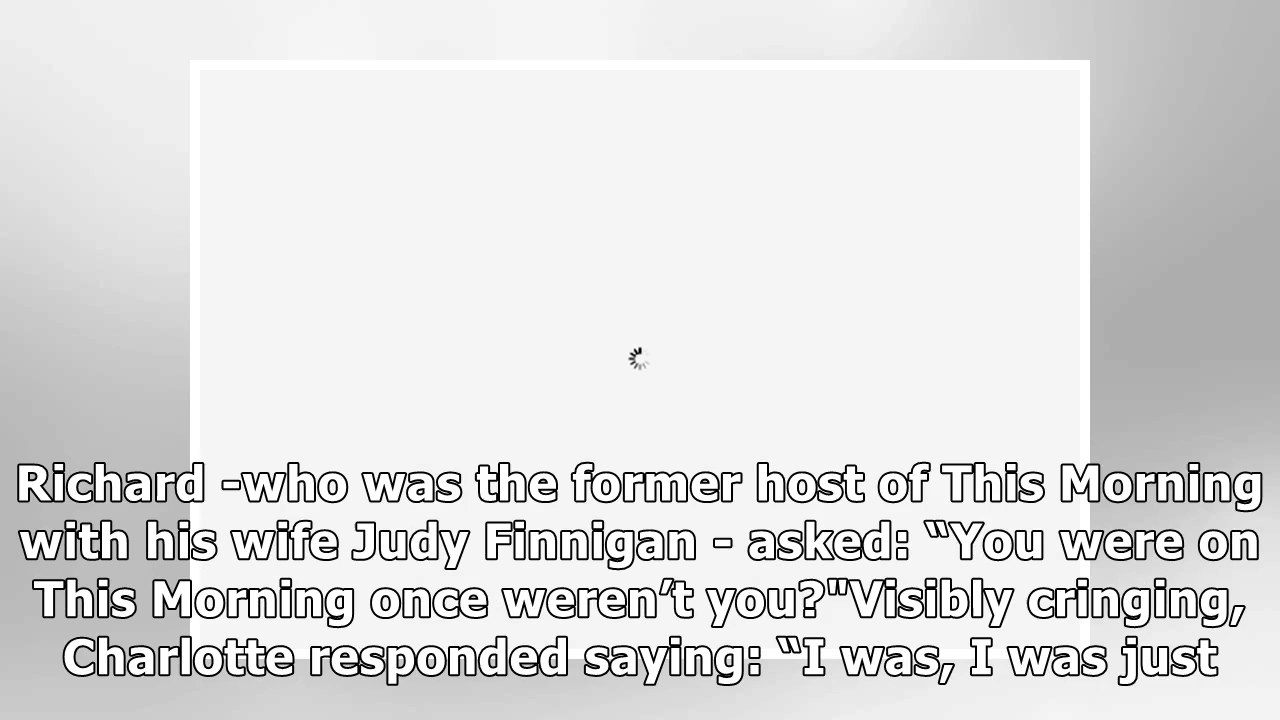 Richard -who was the former host of This Morning
with his wife Judy Finnigan - asked: “You were on
This Morning once weren’t you?"Visibly cringing,
Charlotte responded saying: “I was, I was just